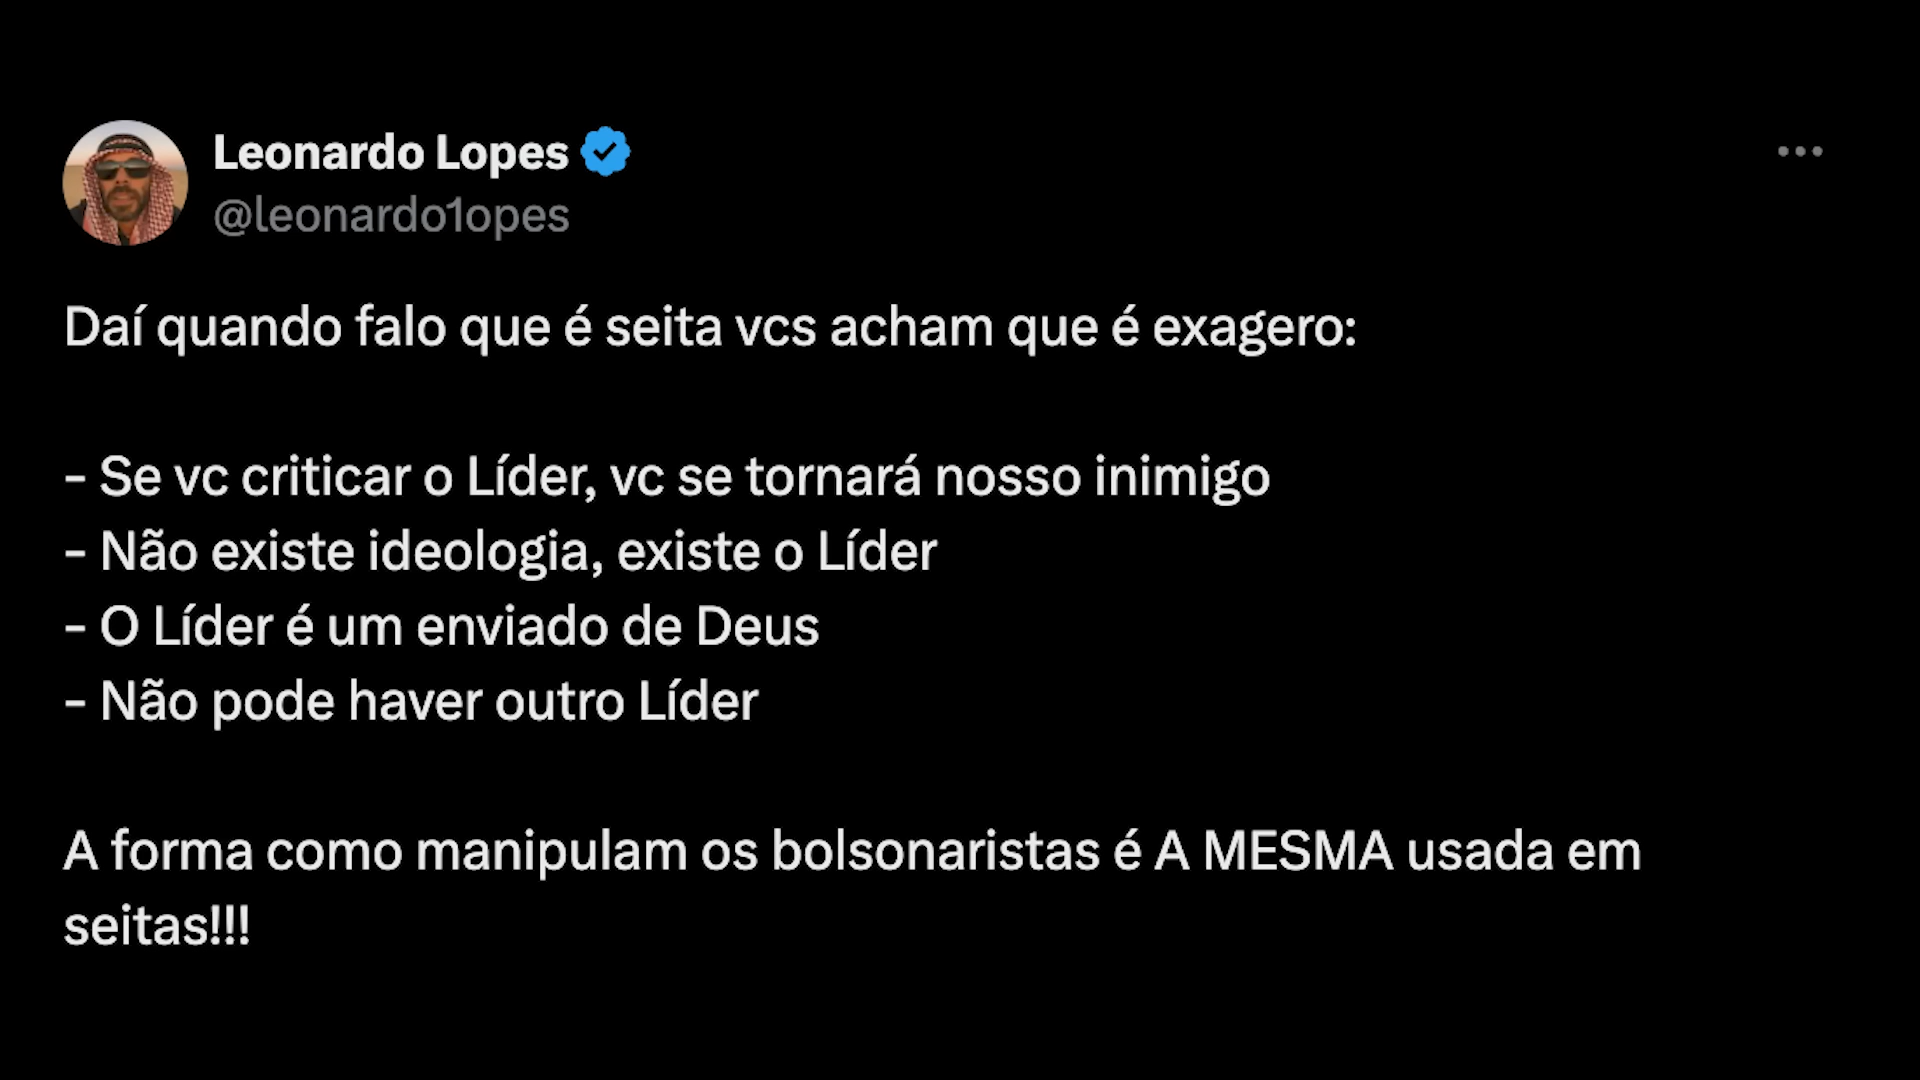 Leonardo Lopes
@leonardo1opes
Daí quando falo que é seita vcs acham que é exagero:
- Se vc criticar o Líder, vc se tornará nosso inimigo
- Não existe ideologia, existe o Líder
- O Líder é um enviado de Deus
- Não pode haver outro Líder
A forma como manipulam os bolsonaristas é A MESMA usada em
seitas!!!